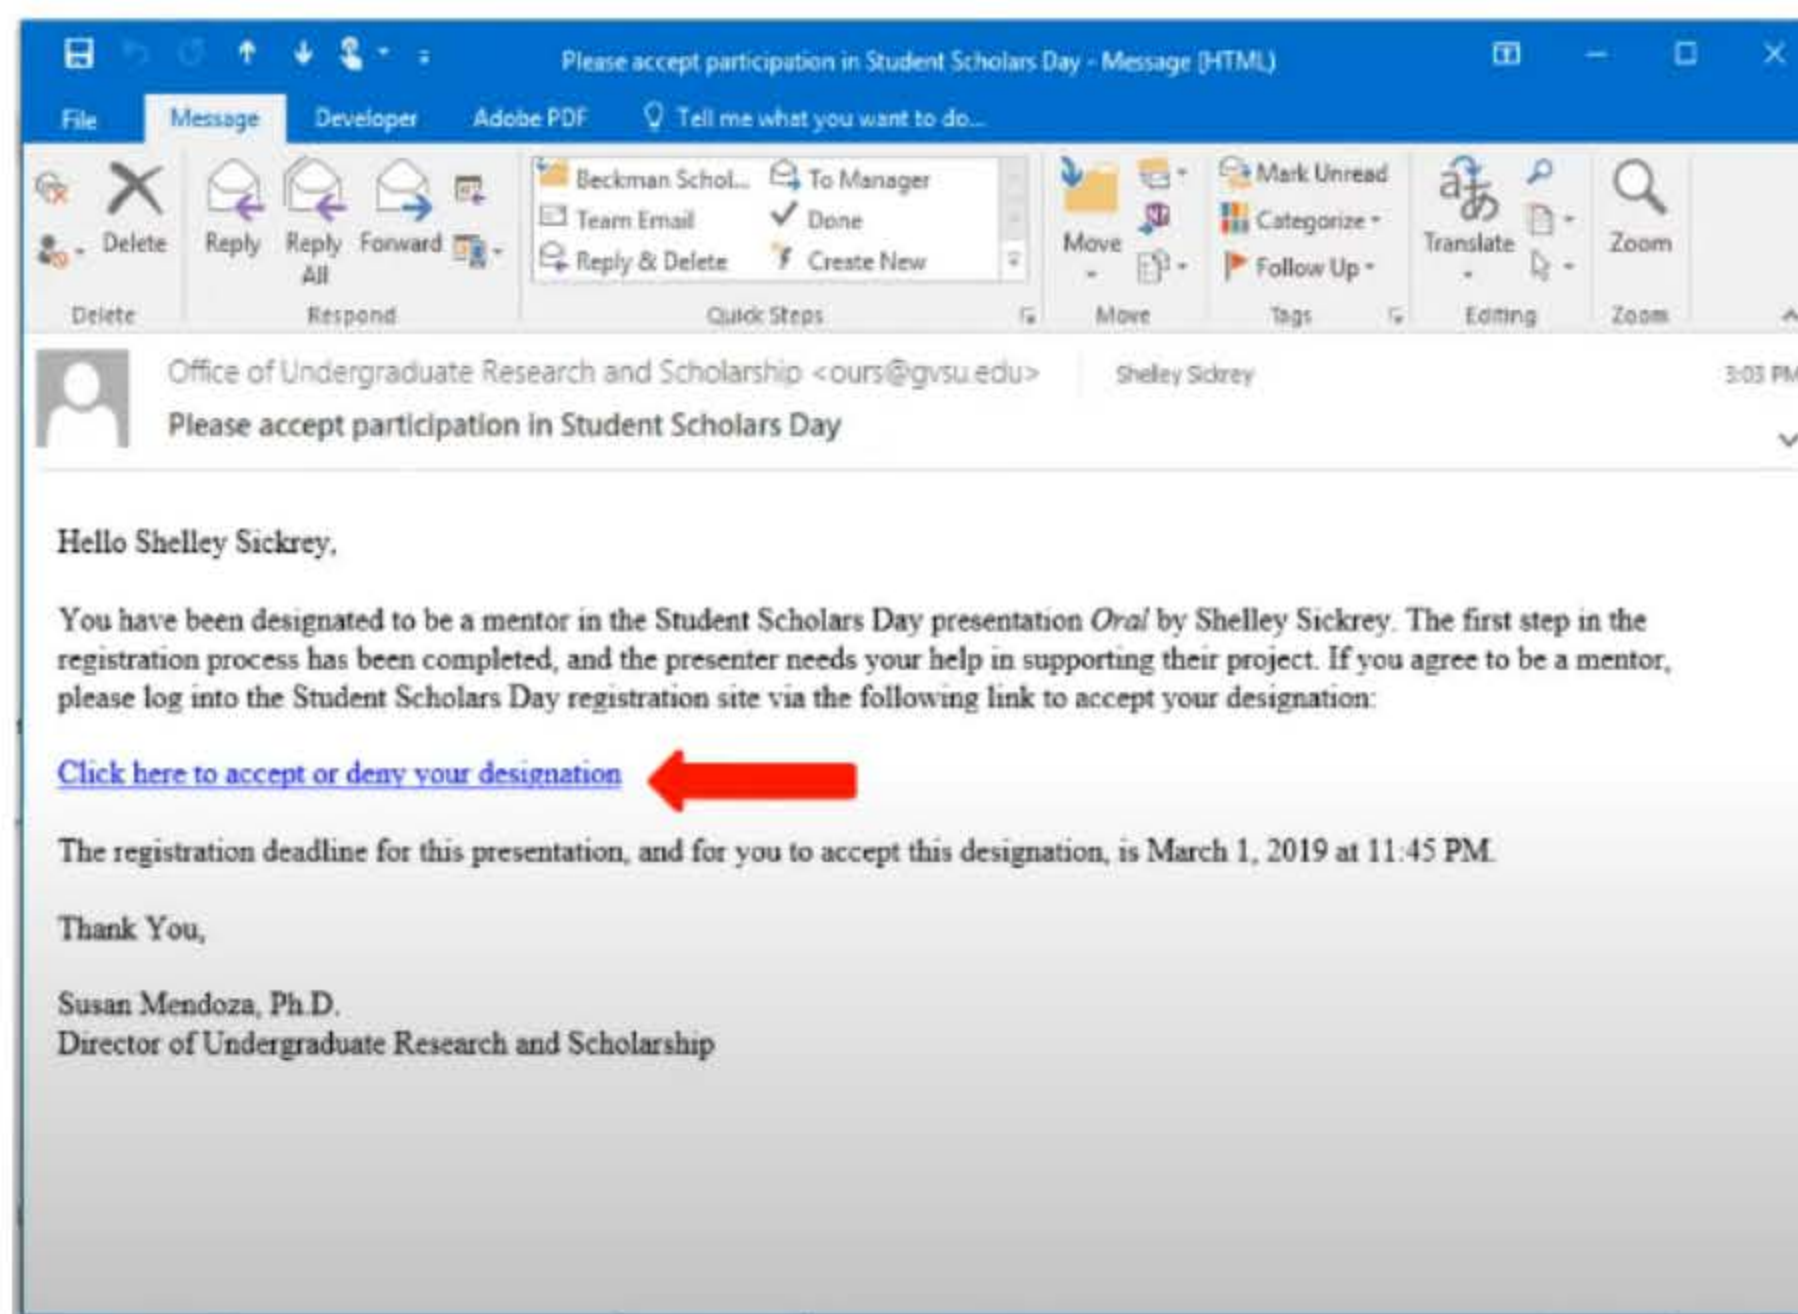 Please accept participation in Student Scholars Day - Message (HTML)
File Message Developer Adobe PDF Tell me what you want to do...
Delete
Reply
Reply All
Forward
Beckman Schol... To Manager
Team Email Done
Reply & Delete Create New
Move
Mark Unread
Categorize
Follow Up
Translate
Zoom
Delete Respond Quick Steps Move Tags Editing Zoom
Office of Undergraduate Research and Scholarship <ours@gvsu.edu> Shelley Sickrey 3:03 PM
Please accept participation in Student Scholars Day
Hello Shelley Sickrey,
You have been designated to be a mentor in the Student Scholars Day presentation Oral by Shelley Sickrey. The first step in the
registration process has been completed, and the presenter needs your help in supporting their project. If you agree to be a mentor,
please log into the Student Scholars Day registration site via the following link to accept your designation:
Click here to accept or deny your designation
The registration deadline for this presentation, and for you to accept this designation, is March 1, 2019 at 11:45 PM.
Thank You,
Susan Mendoza, Ph.D.
Director of Undergraduate Research and Scholarship